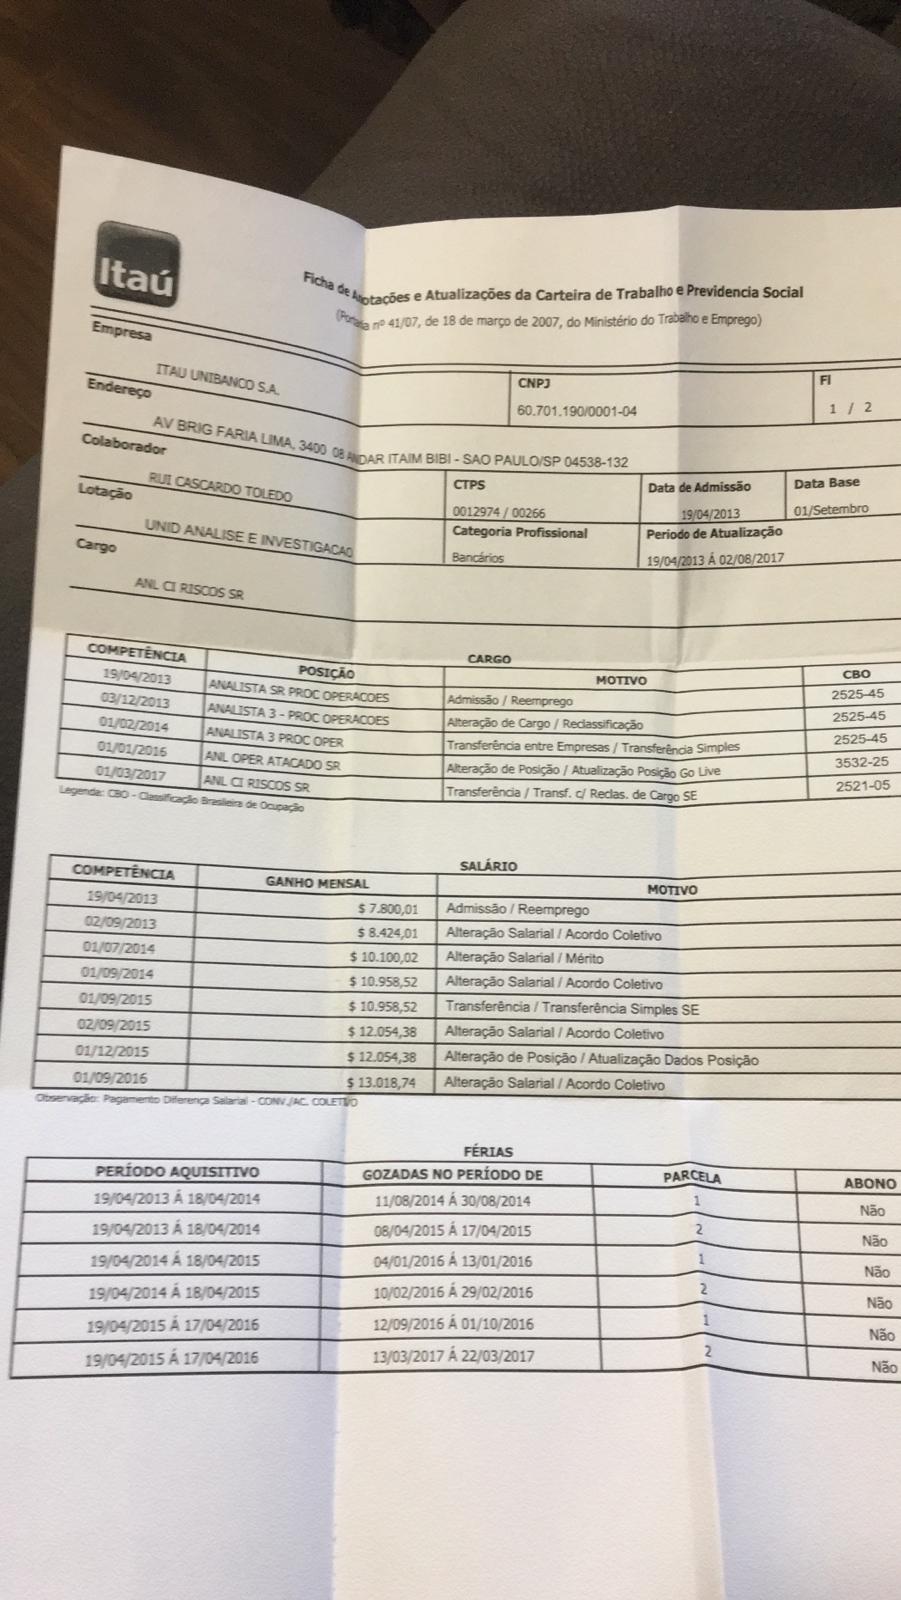 Itaú
Ficha de Anotações e Atualizações da Carteira de Trabalho e Previdencia Social
(Portaria nº 41/07, de 18 de março de 2007, do Ministério do Trabalho e Emprego)
Empresa
ITAU UNIBANCO S.A.
CNPJ
60.701.190/0001-04
Fl
1 / 2
Endereço
AV BRIG FARIA LIMA, 3400 08 ANDAR ITAIM BIBI - SAO PAULO/SP 04538-132
Colaborador
RUI CASCARDO TOLEDO
CTPS
0012974 / 00266
Data de Admissão
19/04/2013
Data Base
01/Setembro
Lotação
UNID ANALISE E INVESTIGACAO
Categoria Profissional
Bancários
Periodo de Atualização
19/04/2013 Á 02/08/2017
Cargo
ANL CI RISCOS SR
CARGO
COMPETÊNCIA POSIÇÃO MOTIVO CBO
19/04/2013 ANALISTA SR PROC OPERACOES Admissão / Reemprego 2525-45
03/12/2013 ANALISTA 3 - PROC OPERACOES Alteração de Cargo / Reclassificação 2525-45
01/02/2014 ANALISTA 3 PROC OPER Transferência entre Empresas / Transferência Simples 2525-45
01/01/2016 ANL OPER ATACADO SR Alteração de Posição / Atualização Posição Go Live 3532-25
01/03/2017 ANL CI RISCOS SR Transferência / Transf. c/ Reclas. de Cargo SE 2521-05
Legenda: CBO - Classificação Brasileira de Ocupação
SALÁRIO
COMPETÊNCIA GANHO MENSAL MOTIVO
19/04/2013 $ 7.800,01 Admissão / Reemprego
02/09/2013 $ 8.424,01 Alteração Salarial / Acordo Coletivo
01/07/2014 $ 10.100,02 Alteração Salarial / Mérito
01/09/2014 $ 10.958,52 Alteração Salarial / Acordo Coletivo
01/09/2015 $ 10.958,52 Transferência / Transferência Simples SE
02/09/2015 $ 12.054,38 Alteração Salarial / Acordo Coletivo
01/12/2015 $ 12.054,38 Alteração de Posição / Atualização Dados Posição
01/09/2016 $ 13.018,74 Alteração Salarial / Acordo Coletivo
Observação: Pagamento Diferença Salarial - CONV./AC. COLETIVO
FÉRIAS
PERÍODO AQUISITIVO GOZADAS NO PERÍODO DE PARCELA ABONO
19/04/2013 Á 18/04/2014 11/08/2014 Á 30/08/2014 1 Não
19/04/2013 Á 18/04/2014 08/04/2015 Á 17/04/2015 2 Não
19/04/2014 Á 18/04/2015 04/01/2016 Á 13/01/2016 1 Não
19/04/2014 Á 18/04/2015 10/02/2016 Á 29/02/2016 2 Não
19/04/2015 Á 17/04/2016 12/09/2016 Á 01/10/2016 1 Não
19/04/2015 Á 17/04/2016 13/03/2017 Á 22/03/2017 2 Não